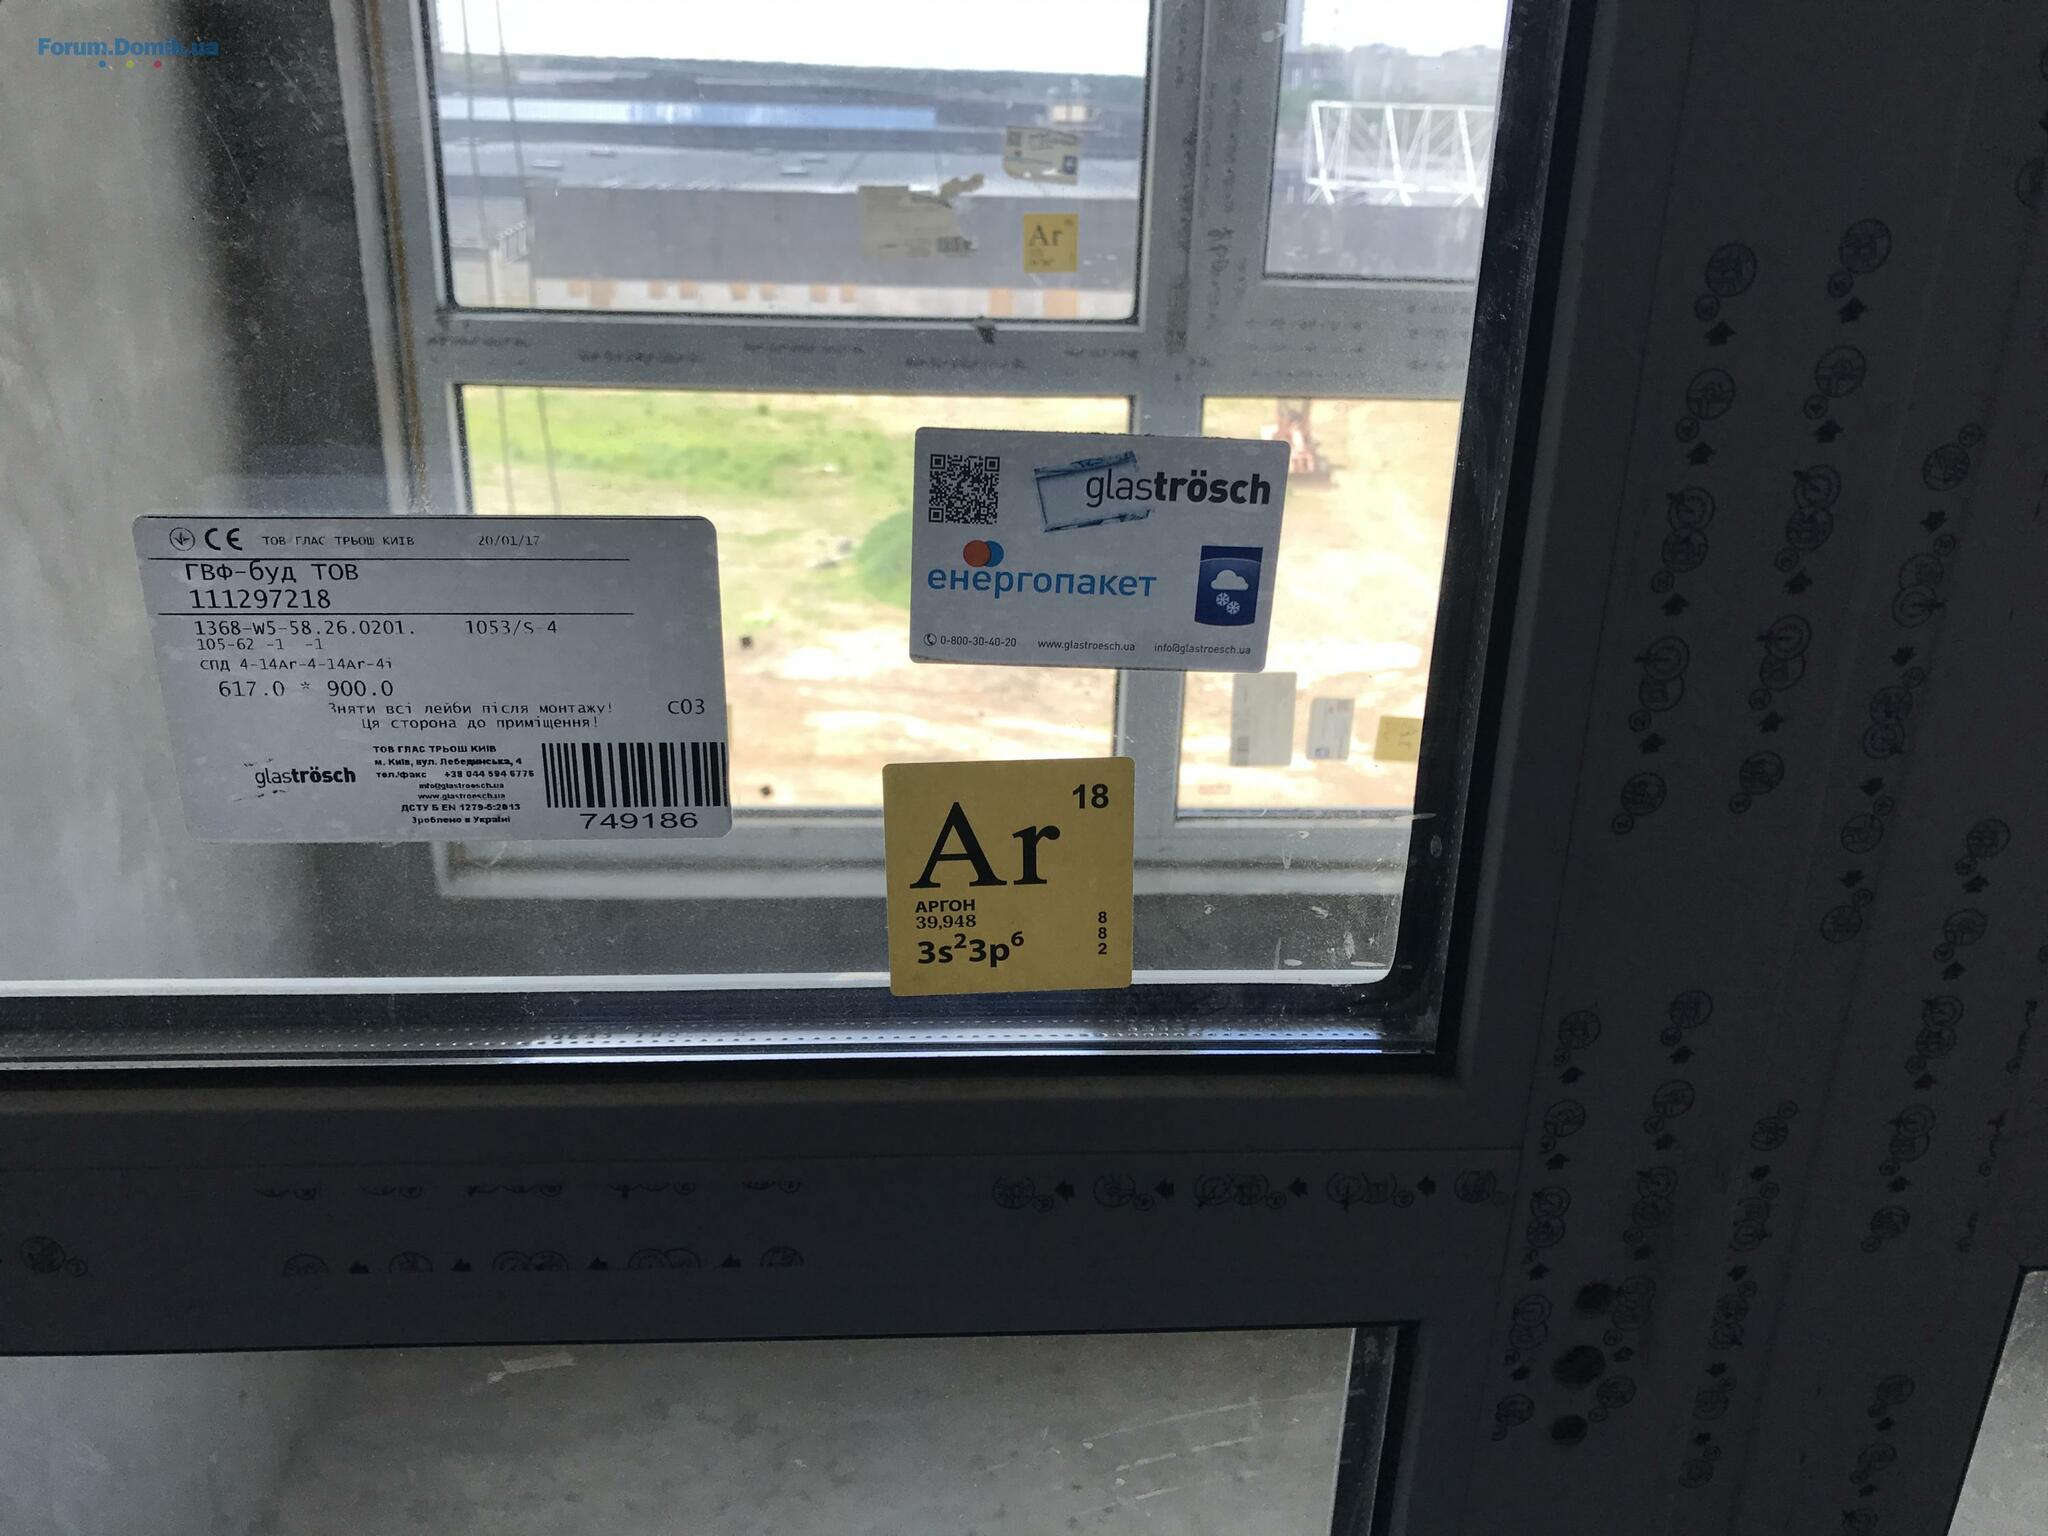 Forum.Domik.ua
CE ТОВ ГЛАС ТРЬОШ КИЇВ 20/01/17
ГВФ-буд ТОВ
111297218
1368-W5-58.26.0201. 1053/S-4
105-62 -1 -1
СПД 4-14Ar-4-14Ar-4i
617.0 * 900.0
Зняти всі лейби після монтажу! C03
Ця сторона до приміщення!
glaströsch
ТОВ ГЛАС ТРЬОШ КИЇВ
м. Київ, вул. Лебединська, 4
тел./факс +38 044 594 6776
info@glastroesch.ua
www.glastroesch.ua
ДСТУ Б EN 1279-5:2013
Зроблено в Україні
749186
glaströsch
енергопакет
0-800-30-40-20 www.glastroesch.ua info@glastroesch.ua
18
Ar
АРГОН
39,948
3s²3p⁶
8
8
2
Ar